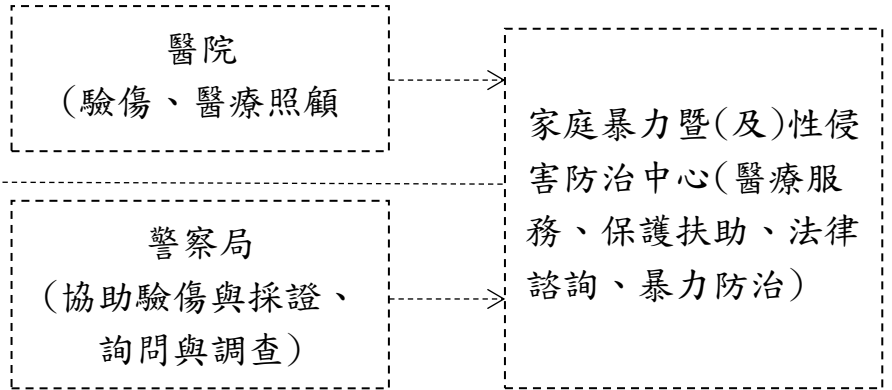 醫院
(驗傷、醫療照顧
警察局
(協助驗傷與採證、
詢問與調查)
家庭暴力暨(及)性侵
害防治中心(醫療服
務、保護扶助、法律
諮詢、暴力防治)